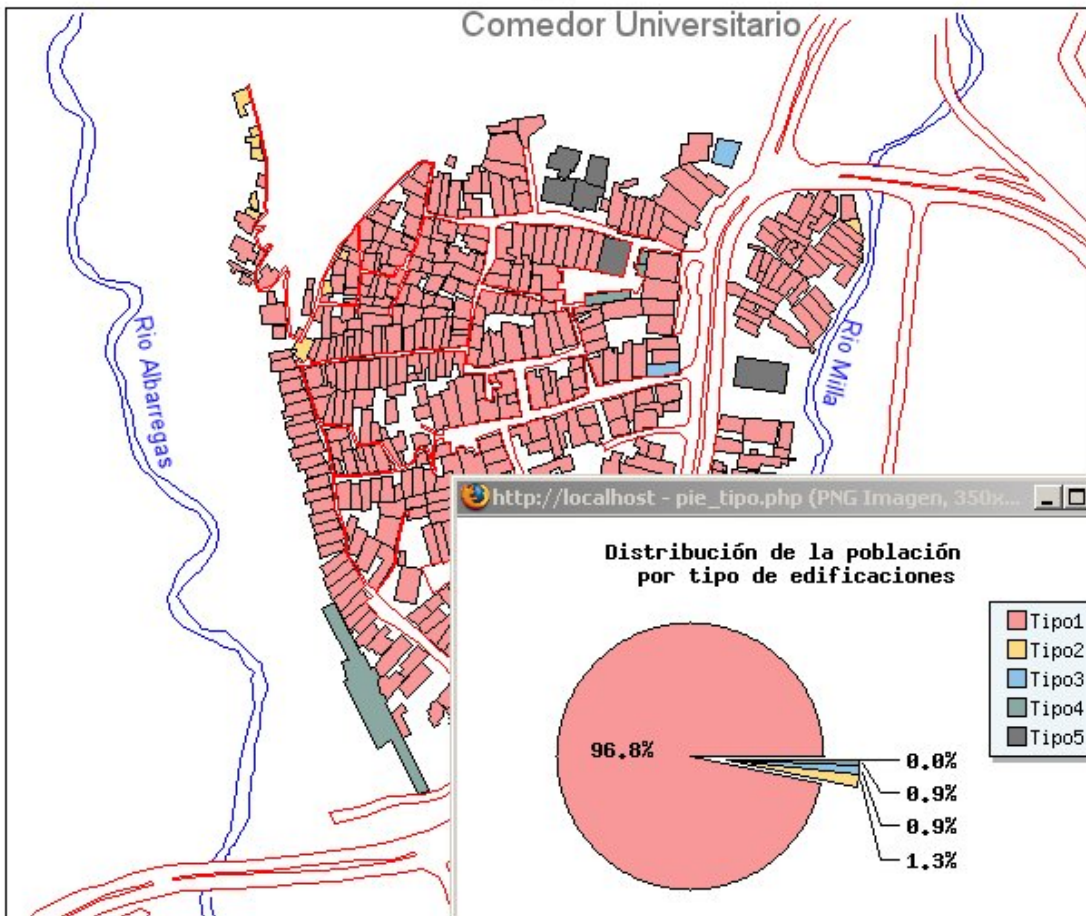 Comedor Universitario
Rio Albarregas
Rio Milla
http://localhost - pie_tipo.php (PNG Imagen, 350x...
Distribución de la población
por tipo de edificaciones
Tipo1
Tipo2
Tipo3
Tipo4
Tipo5
96.8%
0.0%
0.9%
0.9%
1.3%